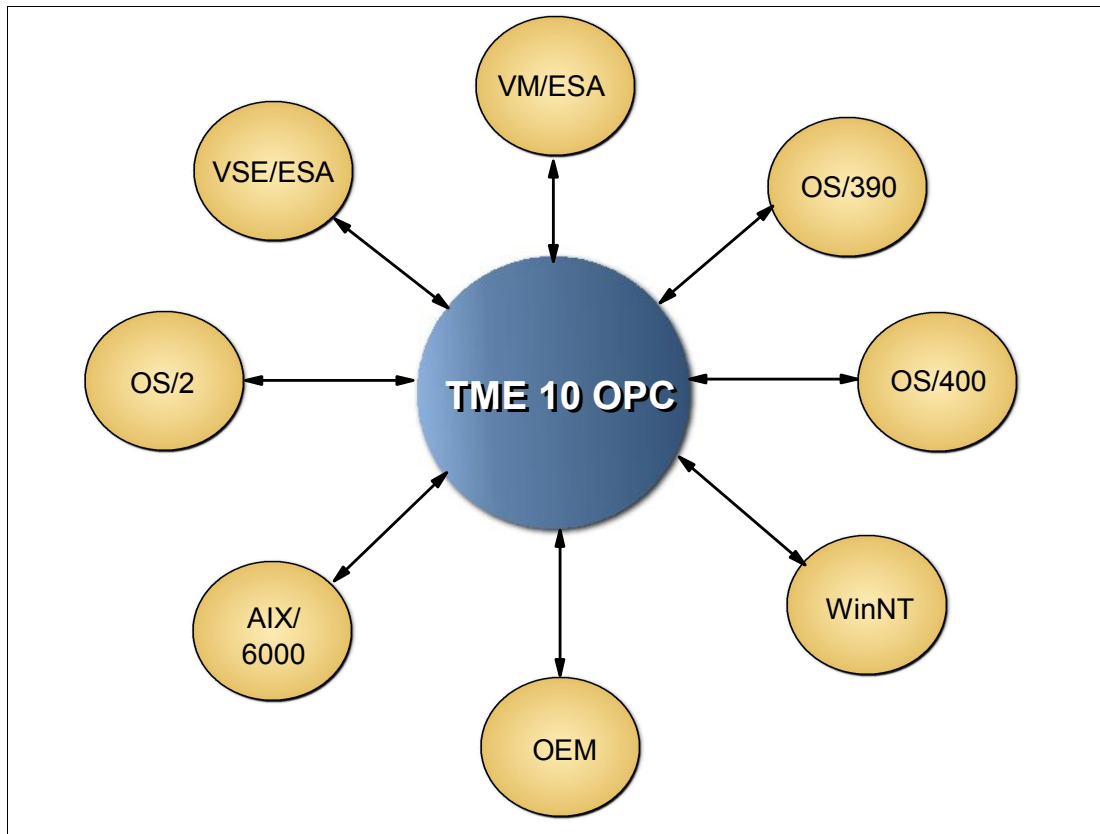 VM/ESA
VSE/ESA
OS/390
OS/2
TME 10 OPC
OS/400
AIX/
6000
WinNT
OEM